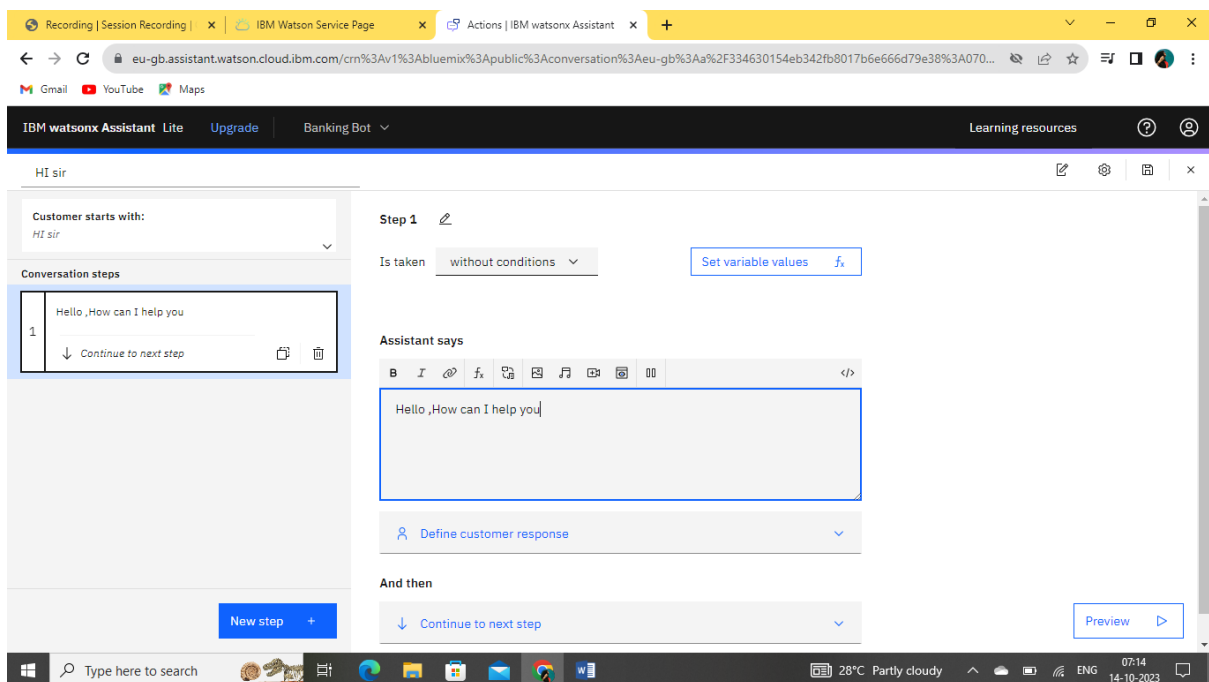 Recording | Session Recording | IBM Watson Service Page Actions | IBM watsonx Assistant
eu-gb.assistant.watson.cloud.ibm.com/crn%3Av1%3Abluemix%3Apublic%3Aconversation%3Aeu-gb%3Aa%2F334630154eb342fb8017b6e666d79e38%3A070...
Gmail YouTube Maps
IBM watsonx Assistant Lite Upgrade Banking Bot Learning resources
HI sir
Customer starts with:
HI sir
Conversation steps
1
Hello ,How can I help you
Continue to next step
New step +
Step 1
Is taken without conditions Set variable values fx
Assistant says
B I fx </>
Hello ,How can I help you
Define customer response
And then
Continue to next step
Preview
Type here to search 28°C Partly cloudy ENG 07:14
14-10-2023